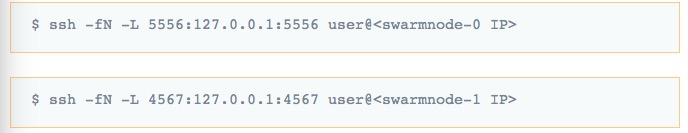 $ ssh -fN -L 5556:127.0.0.1:5556 user@<swarmnode-0 IP>
$ ssh -fN -L 4567:127.0.0.1:4567 user@<swarmnode-1 IP>